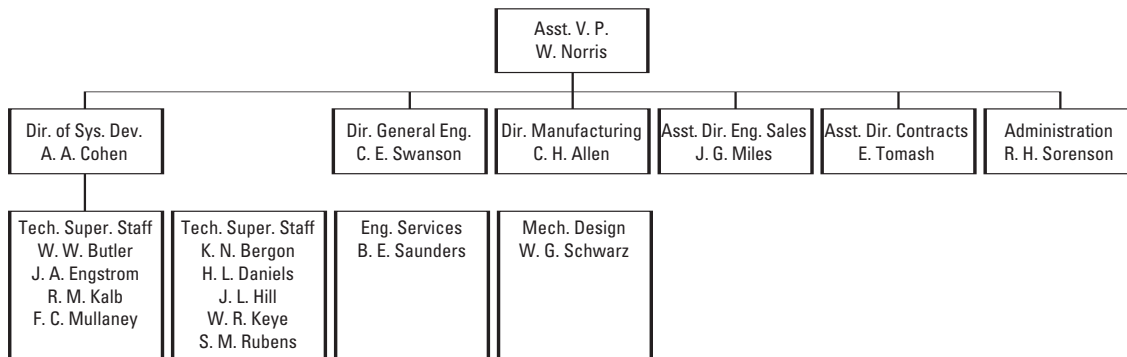 Asst. V. P.
W. Norris
Dir. of Sys. Dev.
A. A. Cohen
Dir. General Eng.
C. E. Swanson
Dir. Manufacturing
C. H. Allen
Asst. Dir. Eng. Sales
J. G. Miles
Asst. Dir. Contracts
E. Tomash
Administration
R. H. Sorenson
Tech. Super. Staff
W. W. Butler
J. A. Engstrom
R. M. Kalb
F. C. Mullaney
Tech. Super. Staff
K. N. Bergon
H. L. Daniels
J. L. Hill
W. R. Keye
S. M. Rubens
Eng. Services
B. E. Saunders
Mech. Design
W. G. Schwarz